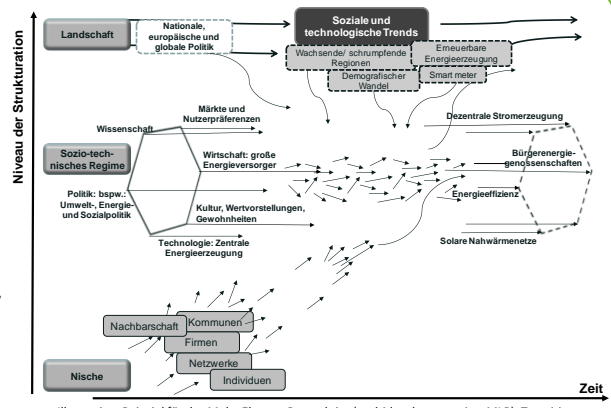 Niveau der Strukturation
Landschaft
Nationale,
europäische und
globale Politik
Soziale und
technologische Trends
Wachsende/ schrumpfende
Regionen
Erneuerbare
Energieerzeugung
Demografischer
Wandel
Smart meter
Märkte und
Nutzerpräferenzen
Wissenschaft
Dezentrale Stromerzeugung
Sozio-tech-
nisches Regime
Wirtschaft: große
Energieversorger
Bürgerenergie-
genossenschaften
Politik: bspw.:
Umwelt-, Energie-
und Sozialpolitik
Kultur, Wertvorstellungen,
Gewohnheiten
Energieeffizienz
Technologie: Zentrale
Energieerzeugung
Solare Nahwärmenetze
Nachbarschaft
Kommunen
Firmen
Netzwerke
Individuen
Nische
Zeit